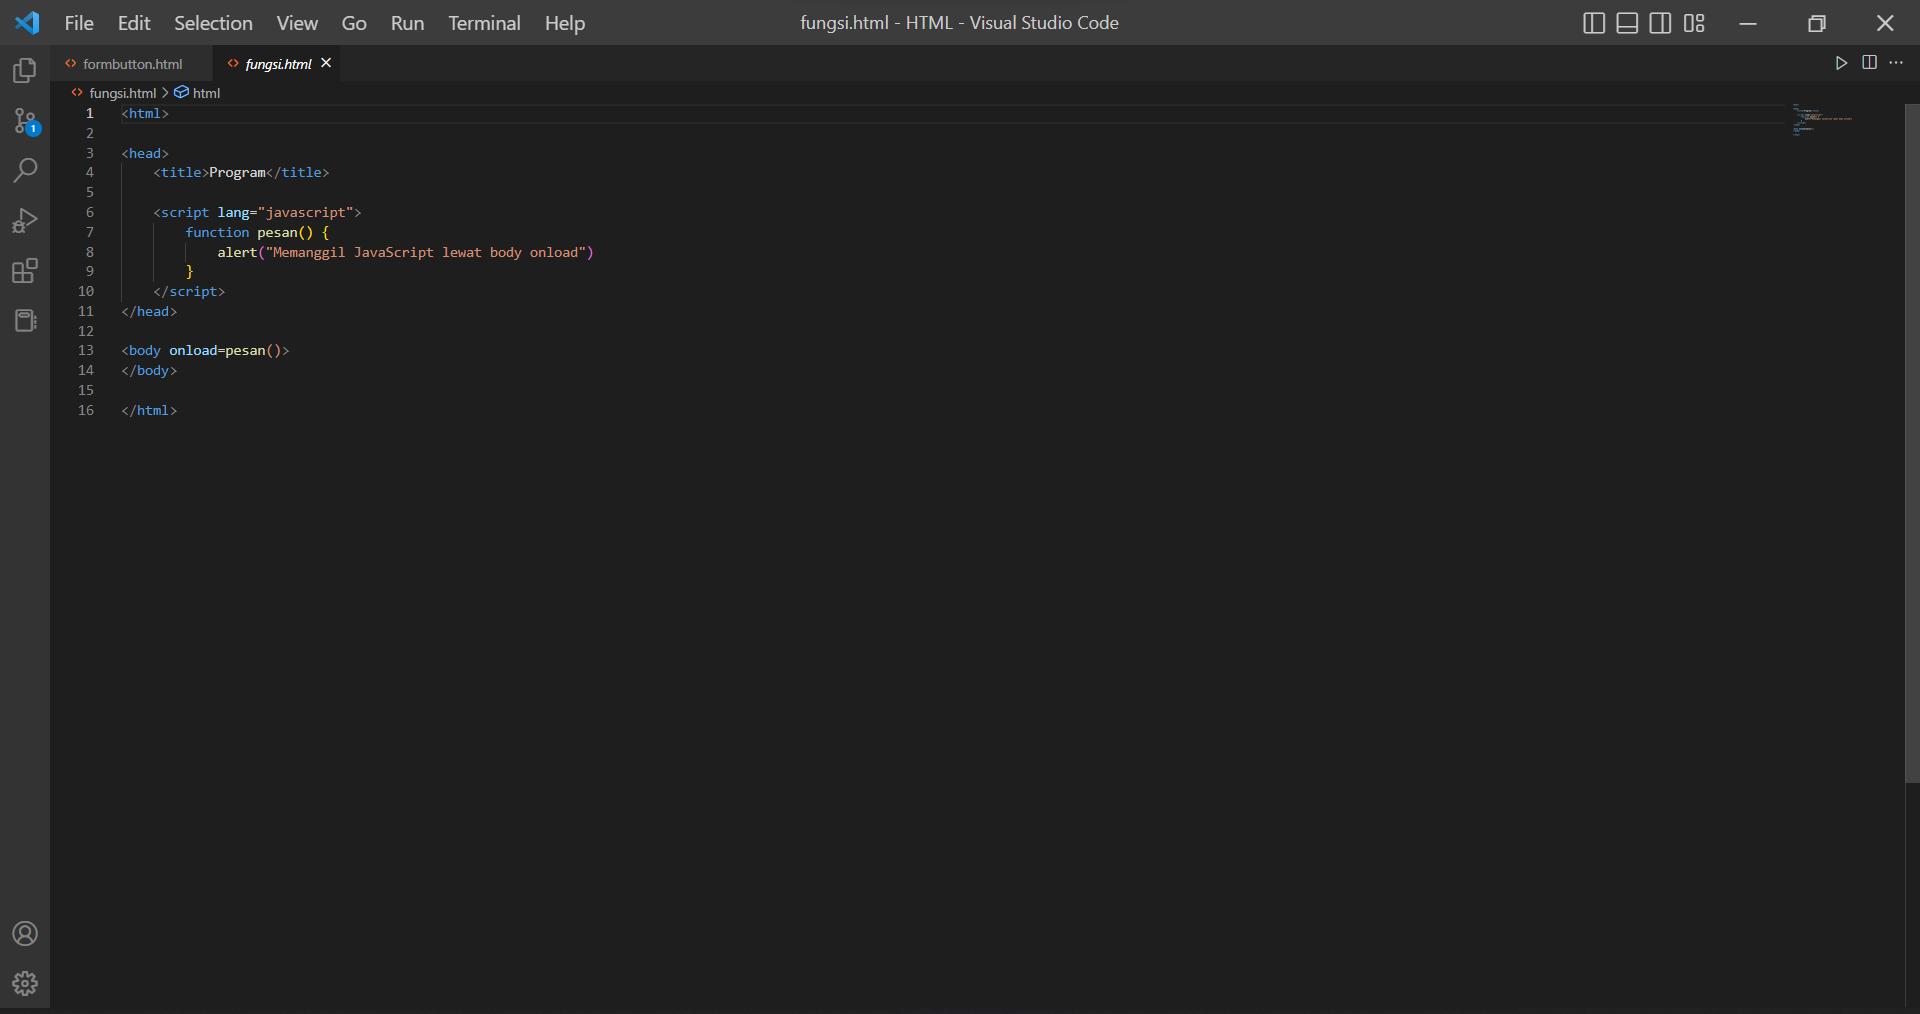 File Edit Selection View Go Run Terminal Help fungsi.html - HTML - Visual Studio Code
formbutton.html fungsi.html
fungsi.html > html
1 <html>
2
3 <head>
4     <title>Program</title>
5
6     <script lang="javascript">
7         function pesan() {
8             alert("Memanggil JavaScript lewat body onload")
9         }
10     </script>
11 </head>
12
13 <body onload=pesan()>
14 </body>
15
16 </html>
1